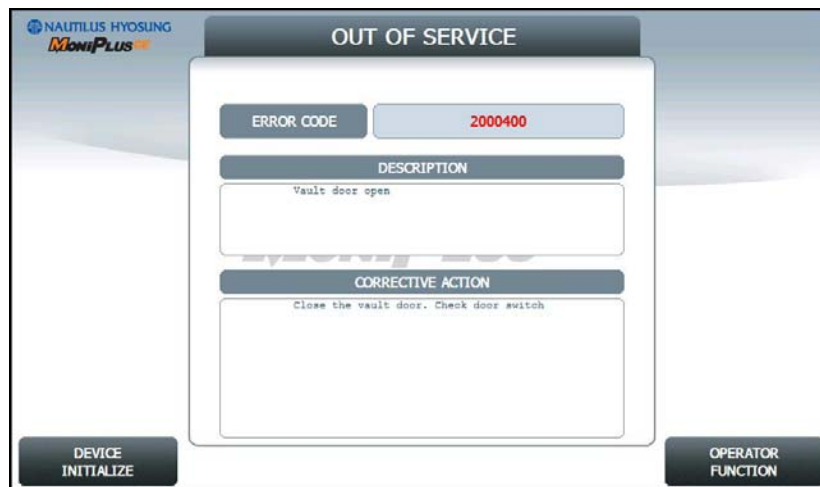 NAUTILUS HYOSUNG
MONIPLUS
OUT OF SERVICE
ERROR CODE
2000400
DESCRIPTION
Vault door open
CORRECTIVE ACTION
Close the vault door. Check door switch
DEVICE
INITIALIZE
OPERATOR
FUNCTION